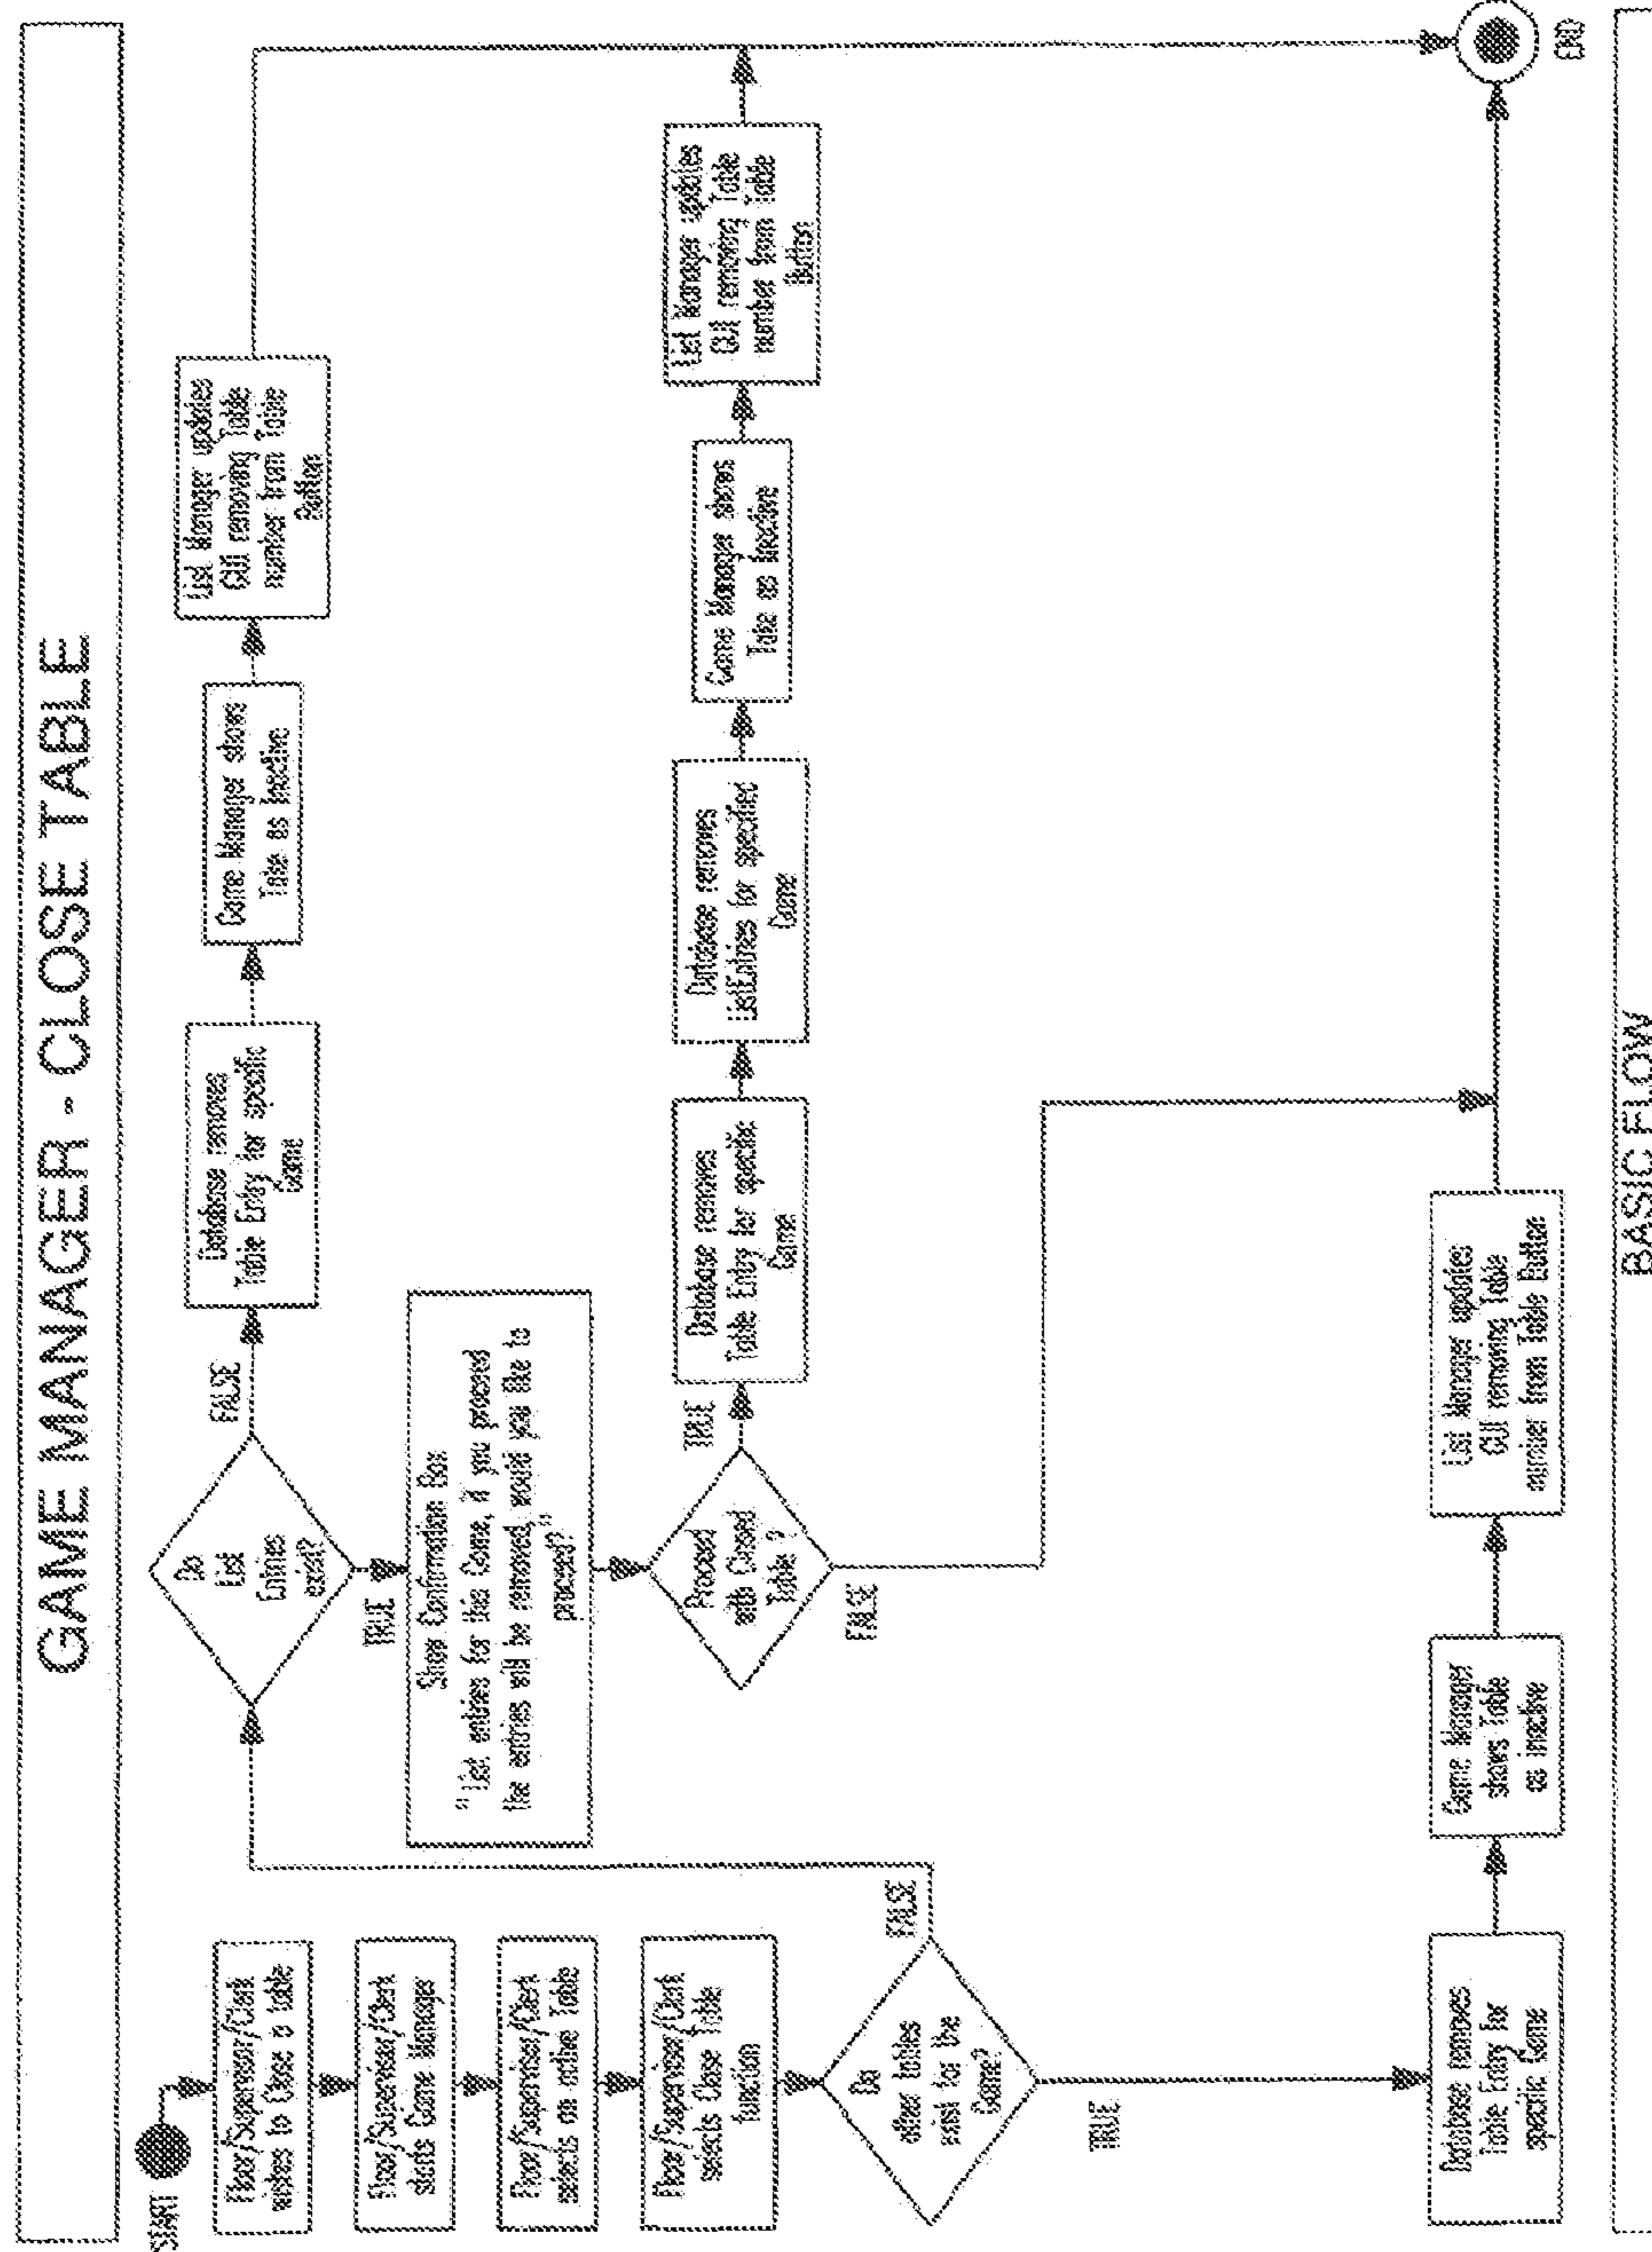 GAME MANAGER - CLOSE TABLE
START
Floor/Supervisor/Clerk
wishes to Close a table
Floor/Supervisor/Clerk
starts Game Manager
Floor/Supervisor/Clerk
selects an active Table
Floor/Supervisor/Clerk
selects Close Table
function
Do
other tables
exist for the
Game?
FALSE
TRUE
Do
List
Entries
exist?
FALSE
TRUE
Database removes
Table Entry for specific
Game
Game Manager shows
Table as Inactive
List Manager updates
GUI removing Table
number from Table
Button
Show Confirmation Box
"List entries for this Game, if you proceed
the entries will be removed, would you like to
proceed?"
Proceed
with Closed
Table ?
TRUE
FALSE
Database removes
Table Entry for specific
Game
Database removes
ListEntries for specified
Game
Game Manager shows
Table as Inactive
List Manager updates
GUI removing Table
number from Table
Button
Database removes
Table Entry for
specific Game
Game Manager
shows Table
as inactive
List Manager updates
GUI removing Table
number from Table Button
END
BASIC FLOW